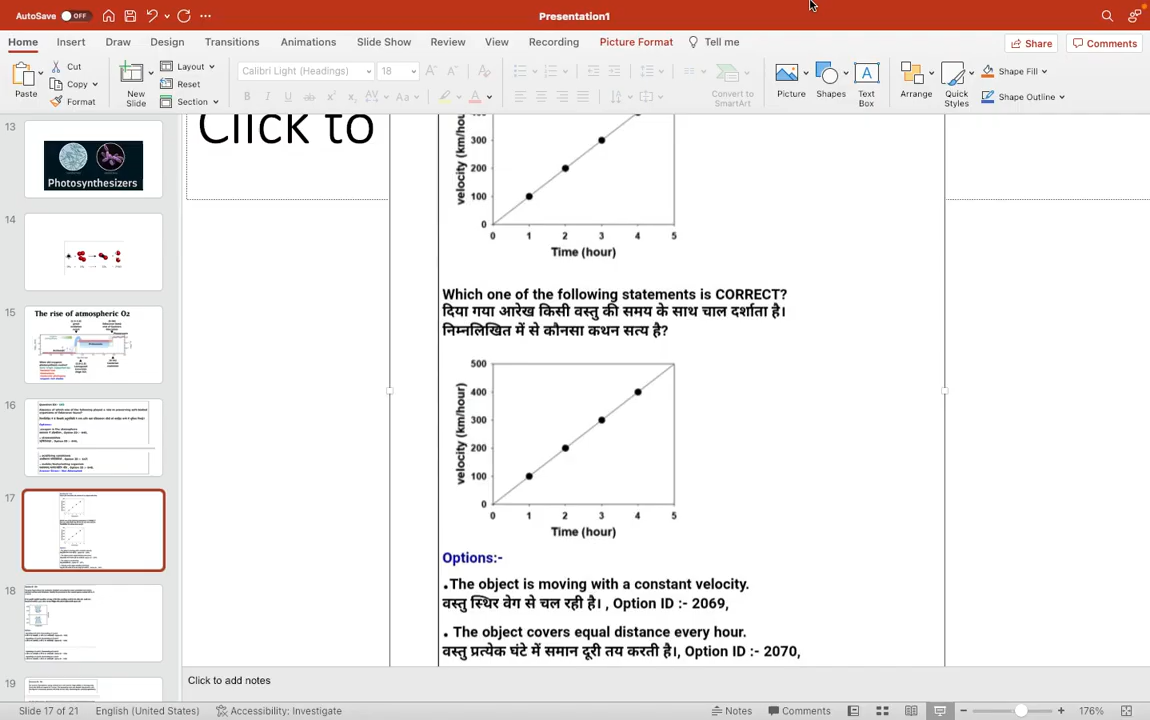 AutoSave OFF
Presentation1
Home Insert Draw Design Transitions Animations Slide Show Review View Recording Picture Format Tell me
Share Comments
Paste
Cut
Copy
Format
New Slide
Layout
Reset
Section
Calibri Light (Headings) 18
Convert to SmartArt
Picture
Shapes
Text Box
Arrange
Quick Styles
Shape Fill
Shape Outline
13
Photosynthesizers
14
15
The rise of atmospheric O2
16
17
18
19
Click to
velocity (km/hou
300
200
100
0
0 1 2 3 4 5
Time (hour)
Which one of the following statements is CORRECT?
दिया गया आरेख किसी वस्तु की समय के साथ चाल दर्शाता है।
निम्नलिखित में से कौनसा कथन सत्य है?
velocity (km/hour)
500
400
300
200
100
0
0 1 2 3 4 5
Time (hour)
Options:-
.The object is moving with a constant velocity.
वस्तु स्थिर वेग से चल रही है। , Option ID :- 2069,
. The object covers equal distance every hour.
वस्तु प्रत्येक घंटे में समान दूरी तय करती है।, Option ID :- 2070,
Click to add notes
Slide 17 of 21 English (United States) Accessibility: Investigate Notes Comments 176%